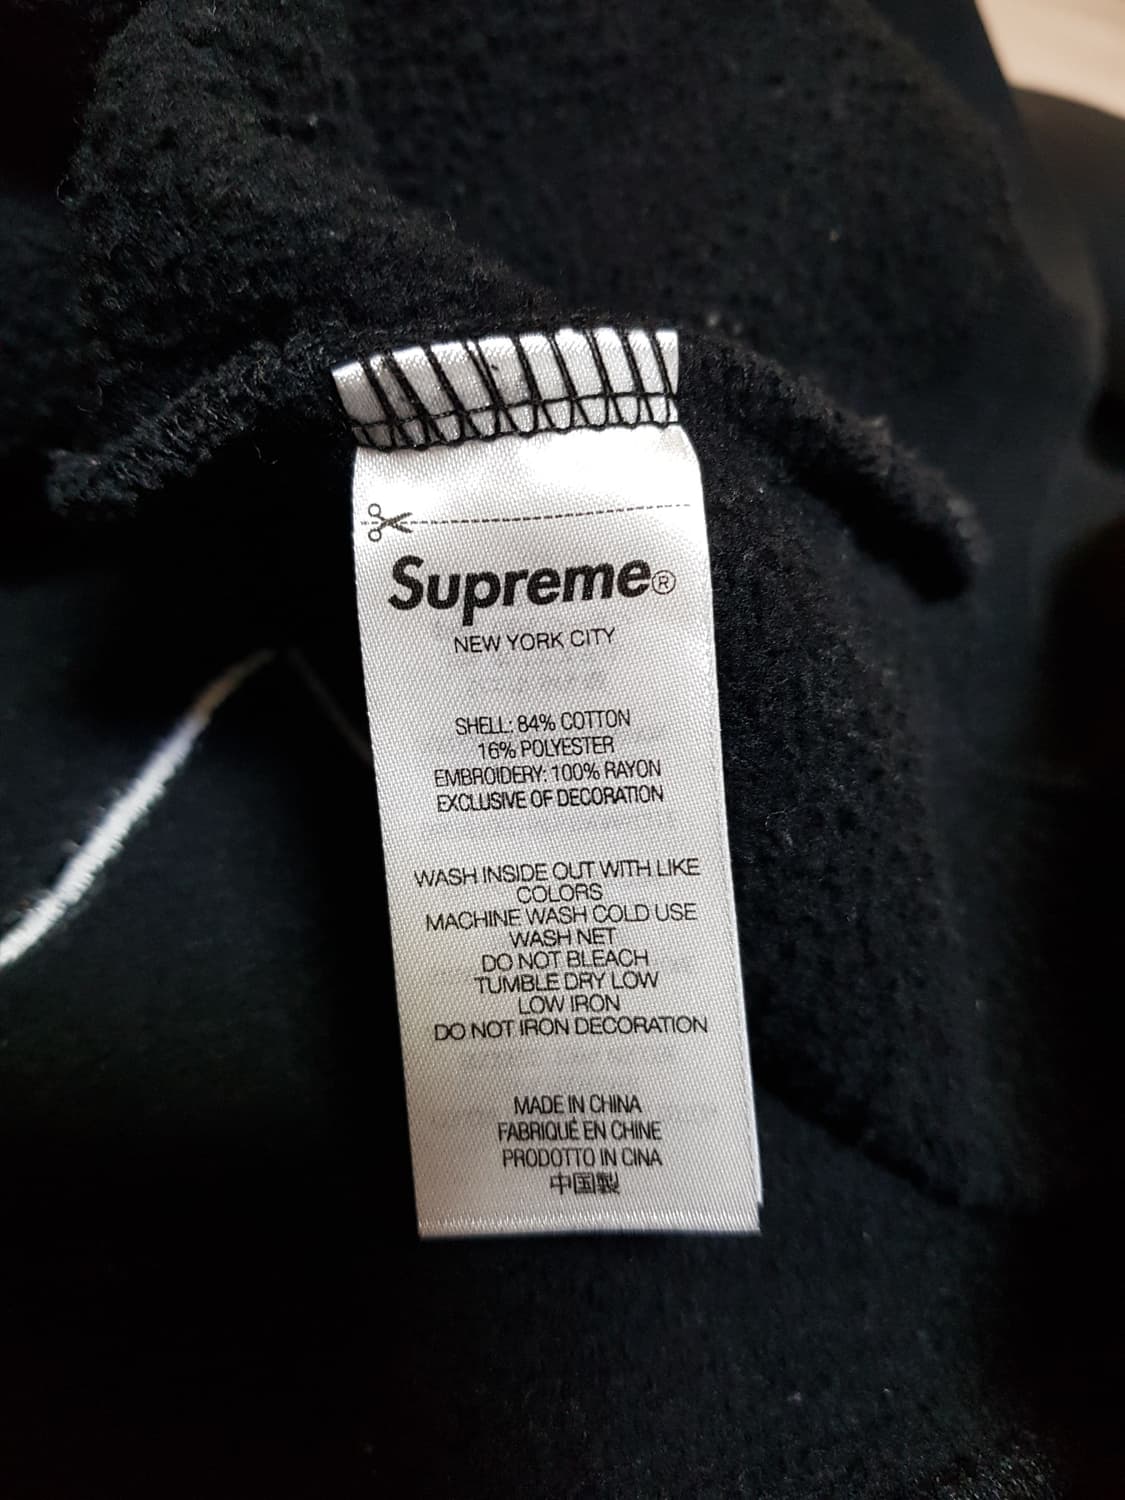 Supreme®
NEW YORK CITY
SHELL: 84% COTTON
16% POLYESTER
EMBROIDERY: 100% RAYON
EXCLUSIVE OF DECORATION
WASH INSIDE OUT WITH LIKE
COLORS
MACHINE WASH COLD USE
WASH NET
DO NOT BLEACH
TUMBLE DRY LOW
LOW IRON
DO NOT IRON DECORATION
MADE IN CHINA
FABRIQUÉ EN CHINE
PRODOTTO IN CINA
中国製